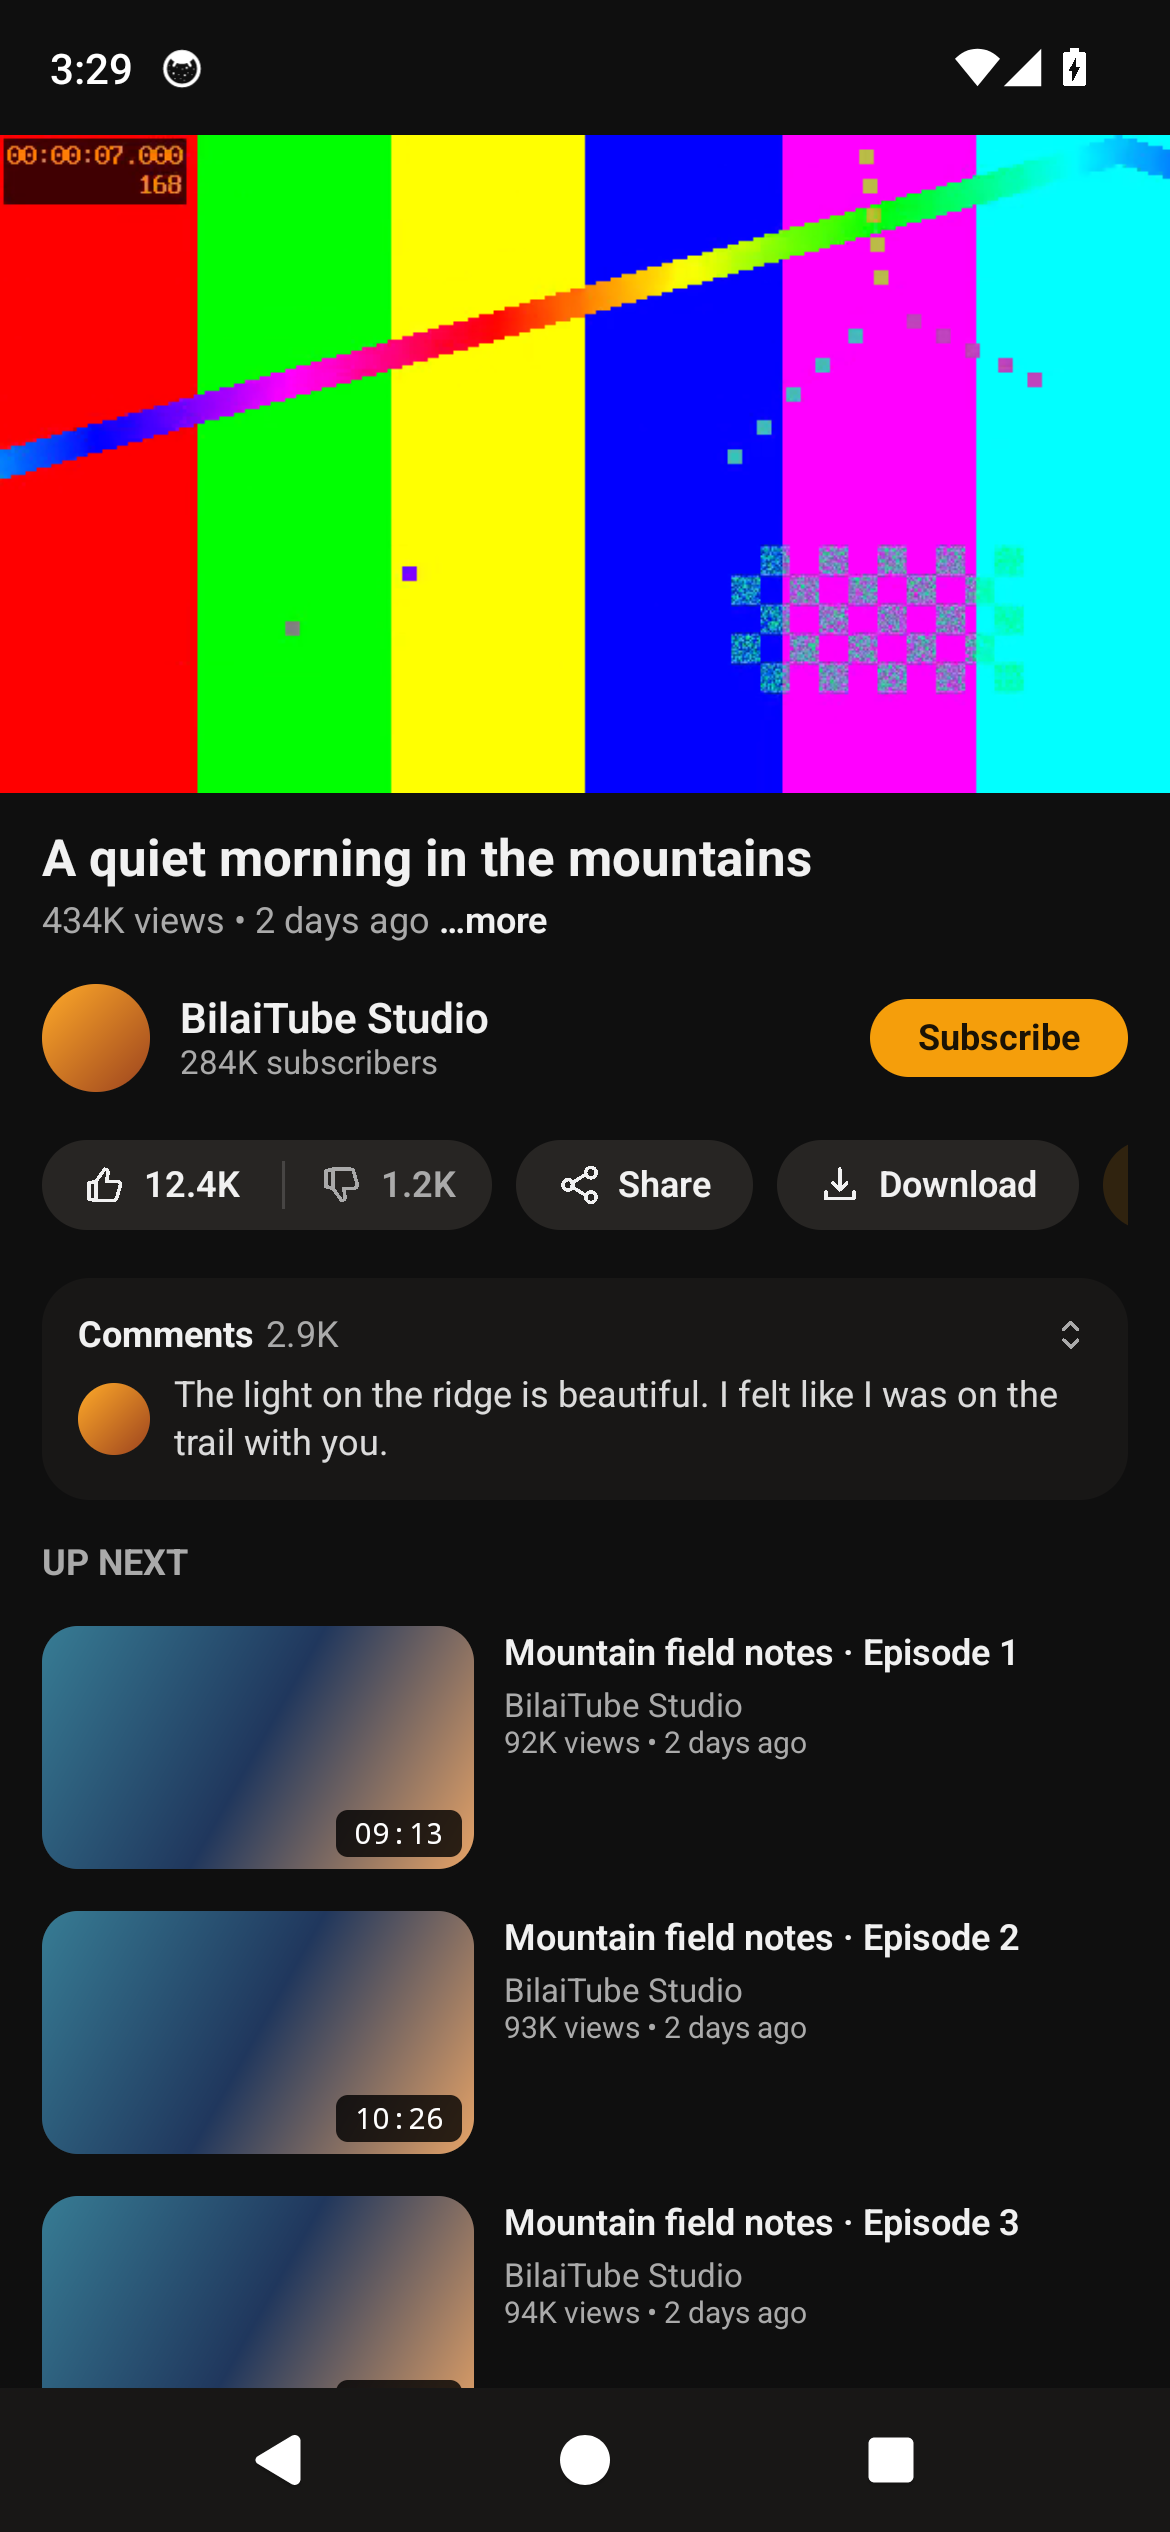 3:29
00:00:07.000
168
A quiet morning in the mountains
434K views • 2 days ago ...more
BilaiTube Studio
284K subscribers
Subscribe
12.4K
1.2K
Share
Download
Comments 2.9K
The light on the ridge is beautiful. I felt like I was on the
trail with you.
UP NEXT
Mountain field notes · Episode 1
BilaiTube Studio
92K views • 2 days ago
09:13
Mountain field notes · Episode 2
BilaiTube Studio
93K views • 2 days ago
10:26
Mountain field notes · Episode 3
BilaiTube Studio
94K views • 2 days ago